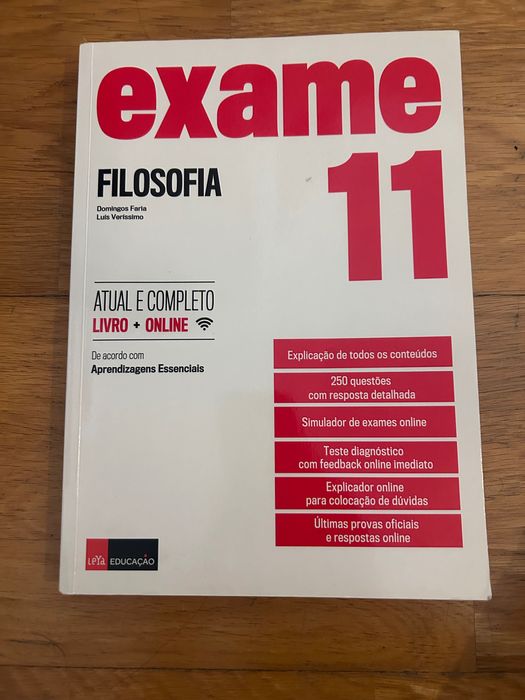 exame
11
FILOSOFIA
Domingos Faria
Luís Veríssimo
ATUAL E COMPLETO
LIVRO + ONLINE
De acordo com
Aprendizagens Essenciais
Explicação de todos os conteúdos
250 questões
com resposta detalhada
Simulador de exames online
Teste diagnóstico
com feedback online imediato
Explicador online
para colocação de dúvidas
Últimas provas oficiais
e respostas online
LeYa EDUCAÇÃO